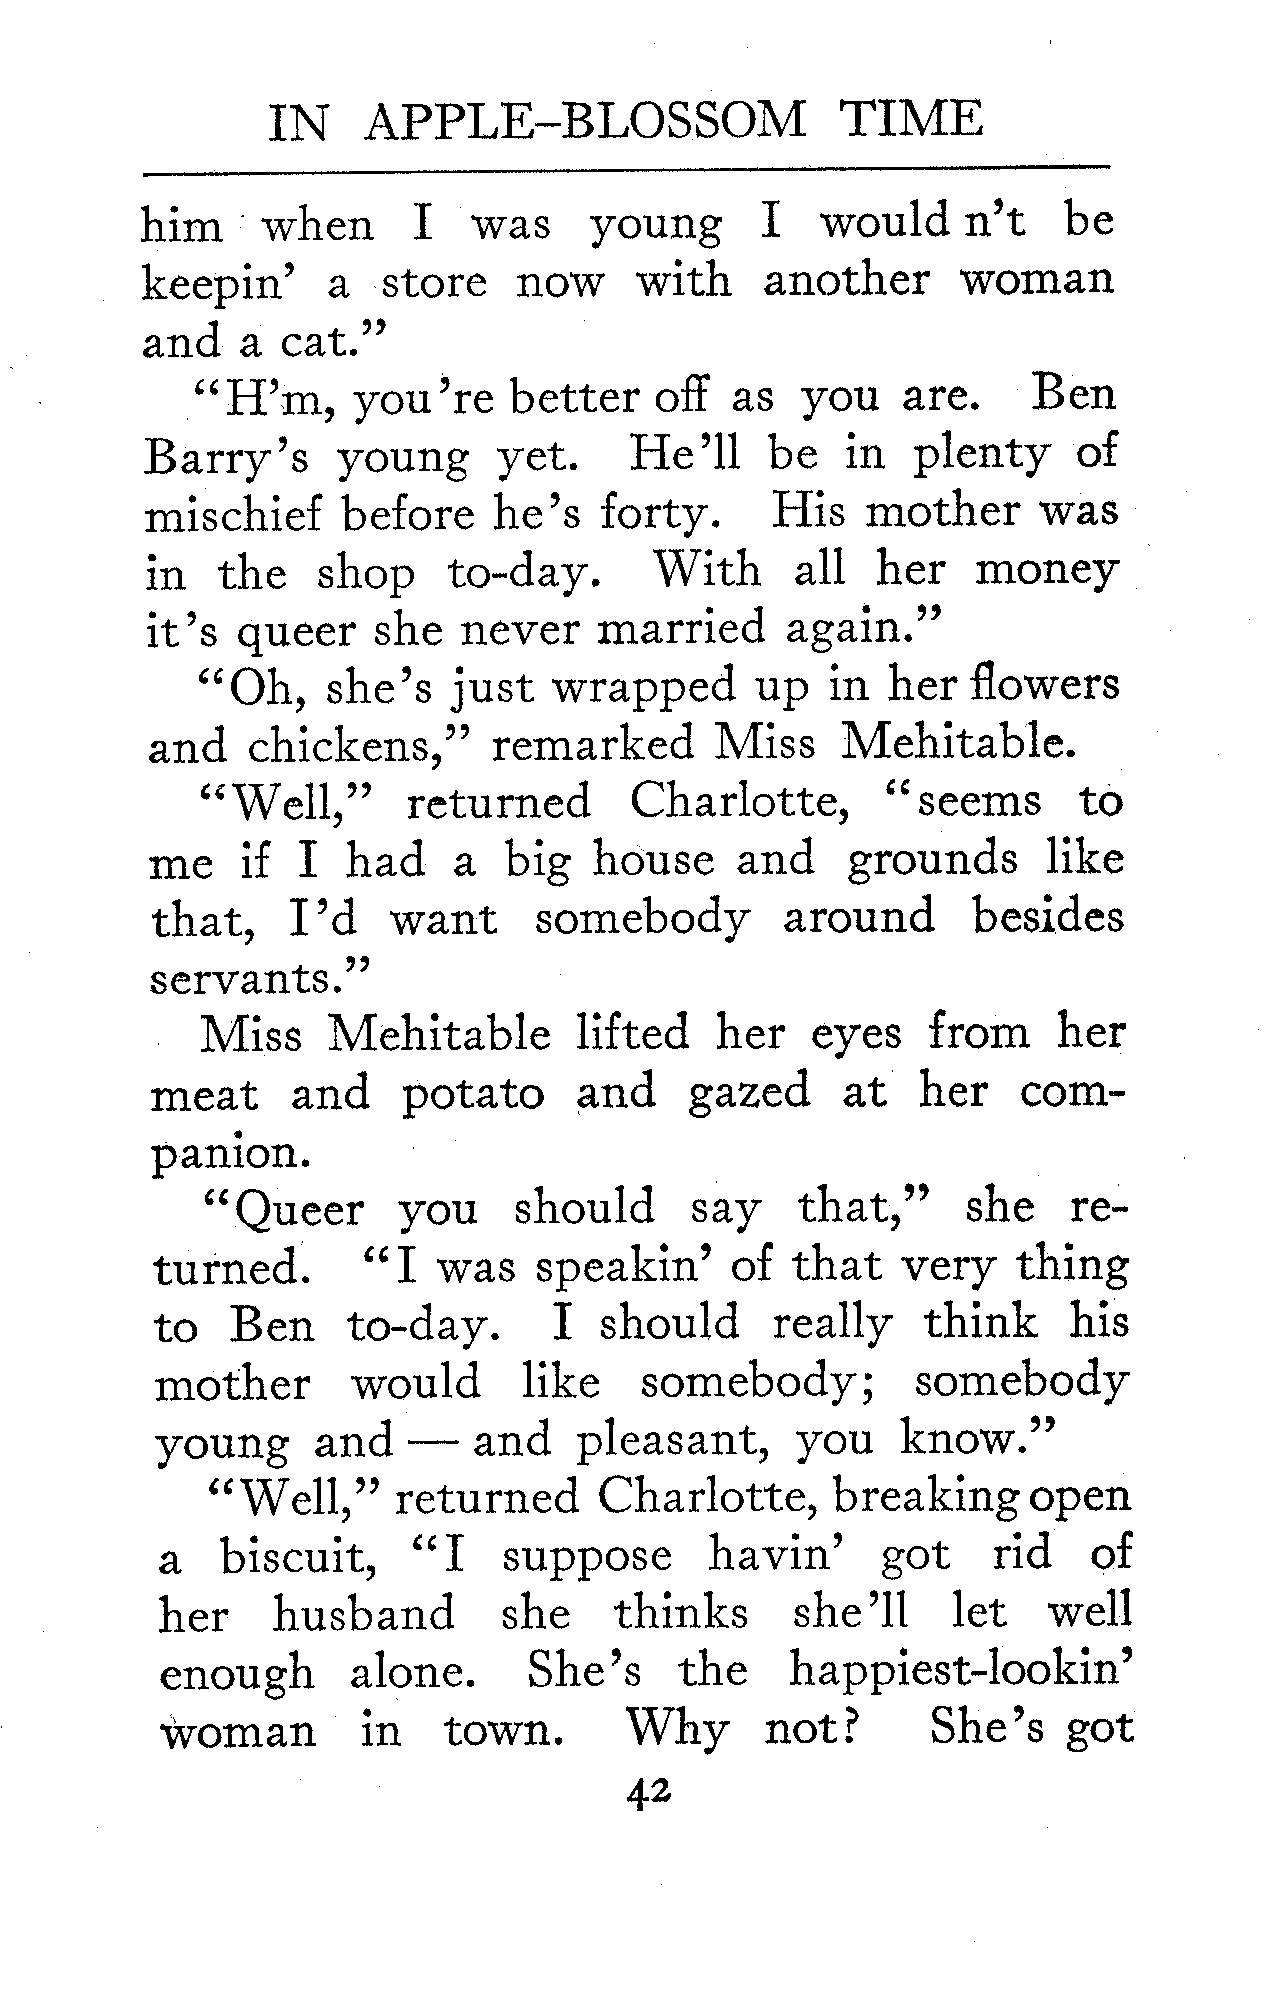 IN APPLE-BLOSSOM TIME
him when I was young I would n't be
keepin' a store now with another woman
and a cat."
"H'm, you're better off as you are. Ben
Barry's young yet. He'll be in plenty of
mischief before he's forty. His mother was
in the shop to-day. With all her money
it's queer she never married again."
"Oh, she's just wrapped up in her flowers
and chickens," remarked Miss Mehitable.
"Well," returned Charlotte, "seems to
me if I had a big house and grounds like
that, I'd want somebody around besides
servants."
Miss Mehitable lifted her eyes from her
meat and potato and gazed at her com-
panion.
"Queer you should say that," she re-
turned. "I was speakin' of that very thing
to Ben to-day. I should really think his
mother would like somebody; somebody
young and — and pleasant, you know."
"Well," returned Charlotte, breaking open
a biscuit, "I suppose havin' got rid of
her husband she thinks she'll let well
enough alone. She's the happiest-lookin'
woman in town. Why not? She's got
42